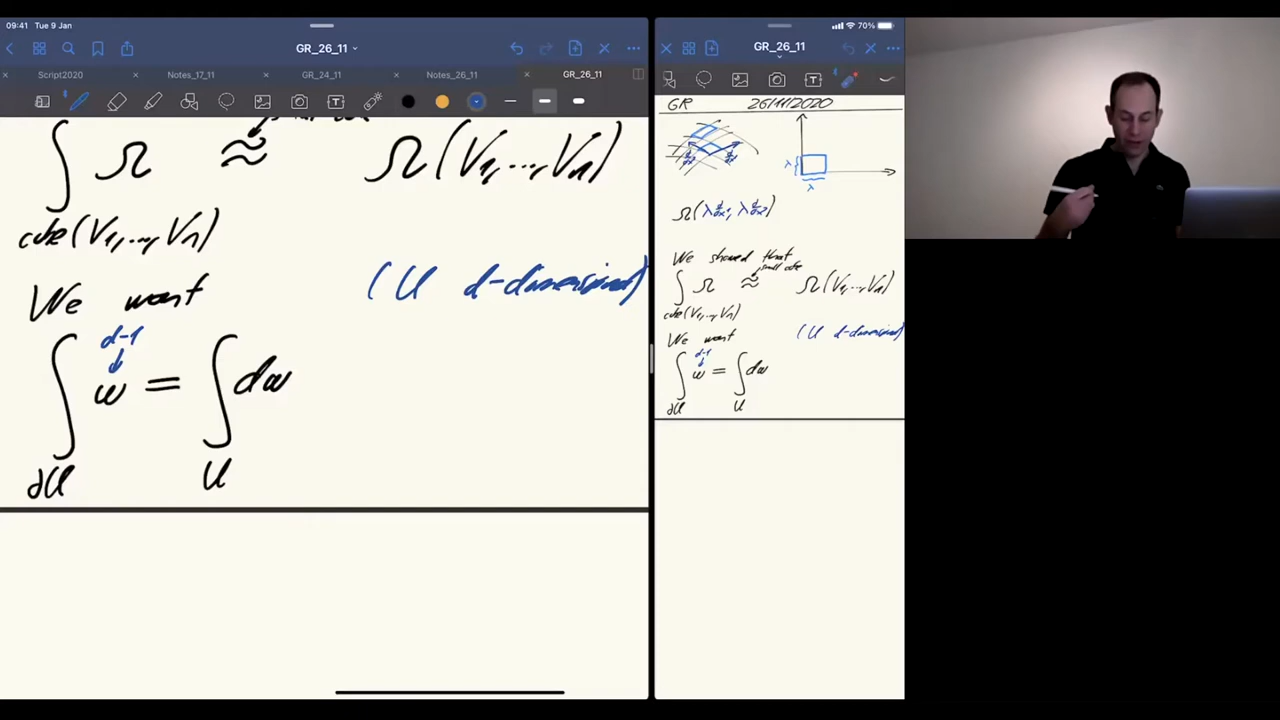 09:41 Tue 9 Jan
GR_26_11
Script2020
Notes_17_11
GR_24_11
Notes_26_11
GR_26_11
∫ Ω ≈ Ω(V₁,...,Vₙ)
cube(V₁,...,Vₙ)
We want (U d-dimensional)
d-1
↓
∫ ω = ∫ dω
∂U U
70%
GR_26_11
GR 26/11/2020
λ
λ
Ω(λ ∂/∂x¹, λ ∂/∂x²)
We showed that
small cube
∫ Ω ≈ Ω(V₁,...,Vₙ)
cube(V₁,...,Vₙ)
We want (U d-dimensional)
d-1
↓
∫ ω = ∫ dω
∂U U